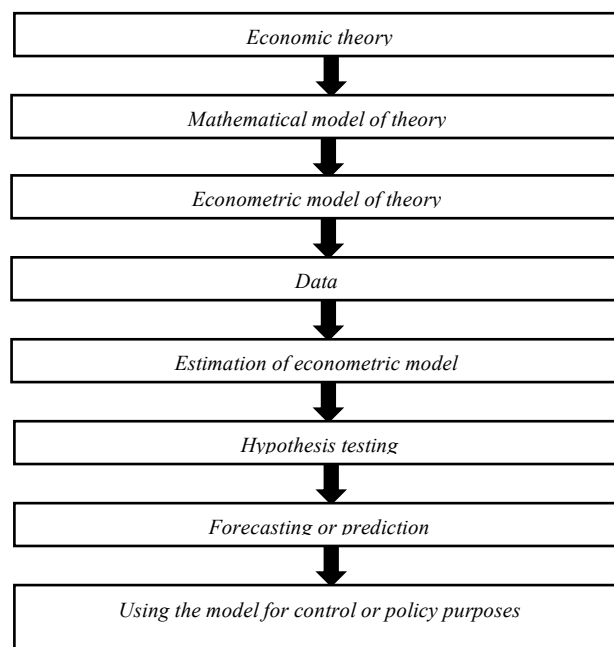 Economic theory
Mathematical model of theory
Econometric model of theory
Data
Estimation of econometric model
Hypothesis testing
Forecasting or prediction
Using the model for control or policy purposes